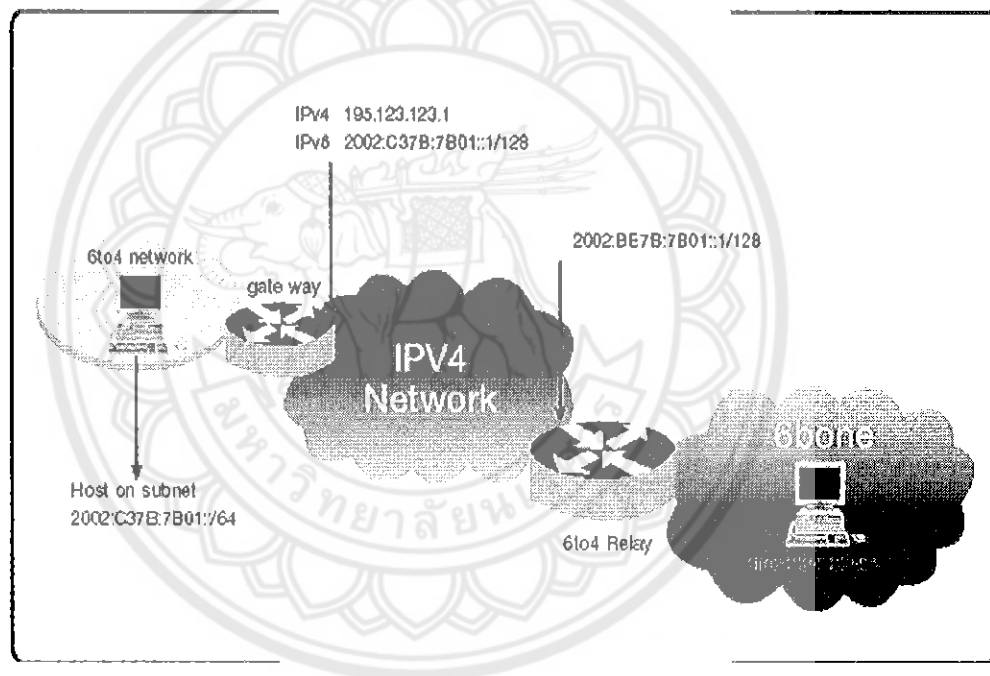 IPv4 195.123.123.1
IPv6 2002:C37B:7B01::1/128
2002:BE7B:7B01::1/128
6to4 network
gate way
IPV4
Network
6bone
Host on subnet
2002:C37B:7B01::/64
6to4 Relay